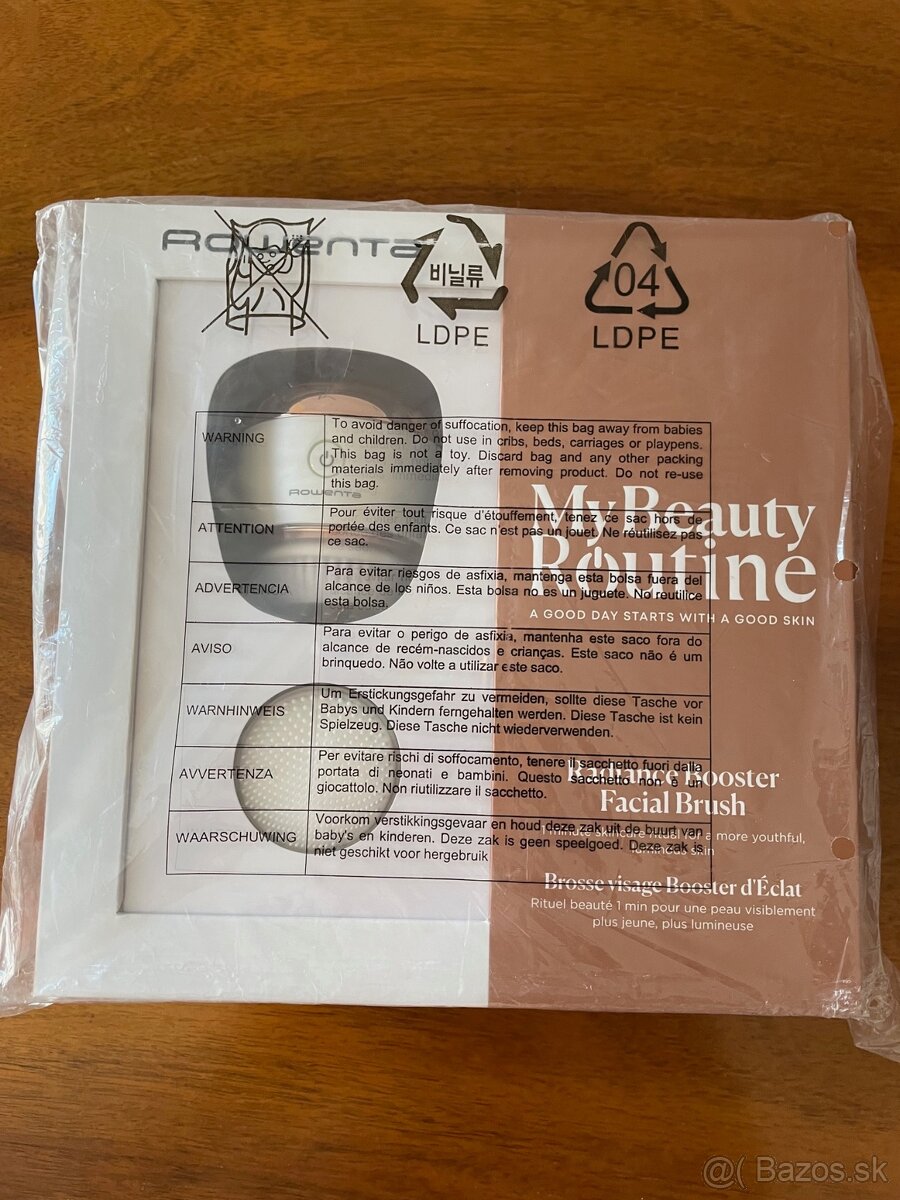 Rowenta
비닐류
LDPE
04
LDPE
WARNING
To avoid danger of suffocation, keep this bag away from babies
and children. Do not use in cribs, beds, carriages or playpens.
This bag is not a toy. Discard bag and any other packing
materials immediately after removing product. Do not re-use
this bag.
ATTENTION
Pour éviter tout risque d'étouffement, tenez ce sac hors de
portée des enfants. Ce sac n'est pas un jouet. Ne réutilisez pas
ce sac.
ADVERTENCIA
Para evitar riesgos de asfixia, mantenga esta bolsa fuera del
alcance de los niños. Esta bolsa no es un juguete. No reutilice
esta bolsa.
AVISO
Para evitar o perigo de asfixia, mantenha este saco fora do
alcance de recém-nascidos e crianças. Este saco não é um
brinquedo. Não volte a utilizar este saco.
WARNHINWEIS
Um Erstickungsgefahr zu vermeiden, sollte diese Tasche vor
Babys und Kindern ferngehalten werden. Diese Tasche ist kein
Spielzeug. Diese Tasche nicht wiederverwenden.
AVVERTENZA
Per evitare rischi di soffocamento, tenere il sacchetto fuori dalla
portata di neonati e bambini. Questo sacchetto non è un
giocattolo. Non riutilizzare il sacchetto.
WAARSCHUWING
Voorkom verstikkingsgevaar en houd deze zak uit de buurt van
baby's en kinderen. Deze zak is geen speelgoed. Deze zak is
niet geschikt voor hergebruik
Rowenta
My Beauty
Routine
A GOOD DAY STARTS WITH A GOOD SKIN
Radiance Booster
Facial Brush
1 minute skincare ritual for a more youthful,
luminous skin
Brosse visage Booster d'Éclat
Rituel beauté 1 min pour une peau visiblement
plus jeune, plus lumineuse
@( Bazos.sk